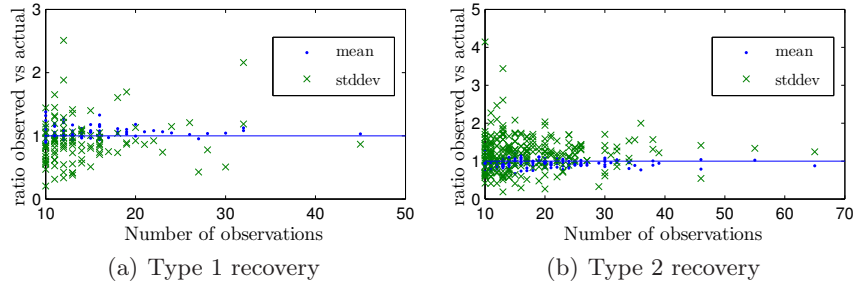 3
2
1
0
10
20
30
40
50
ratio observed vs actual
Number of observations
mean
stddev
(a) Type 1 recovery
5
4
3
2
1
0
10
20
30
40
50
60
70
ratio observed vs actual
Number of observations
mean
stddev
(b) Type 2 recovery